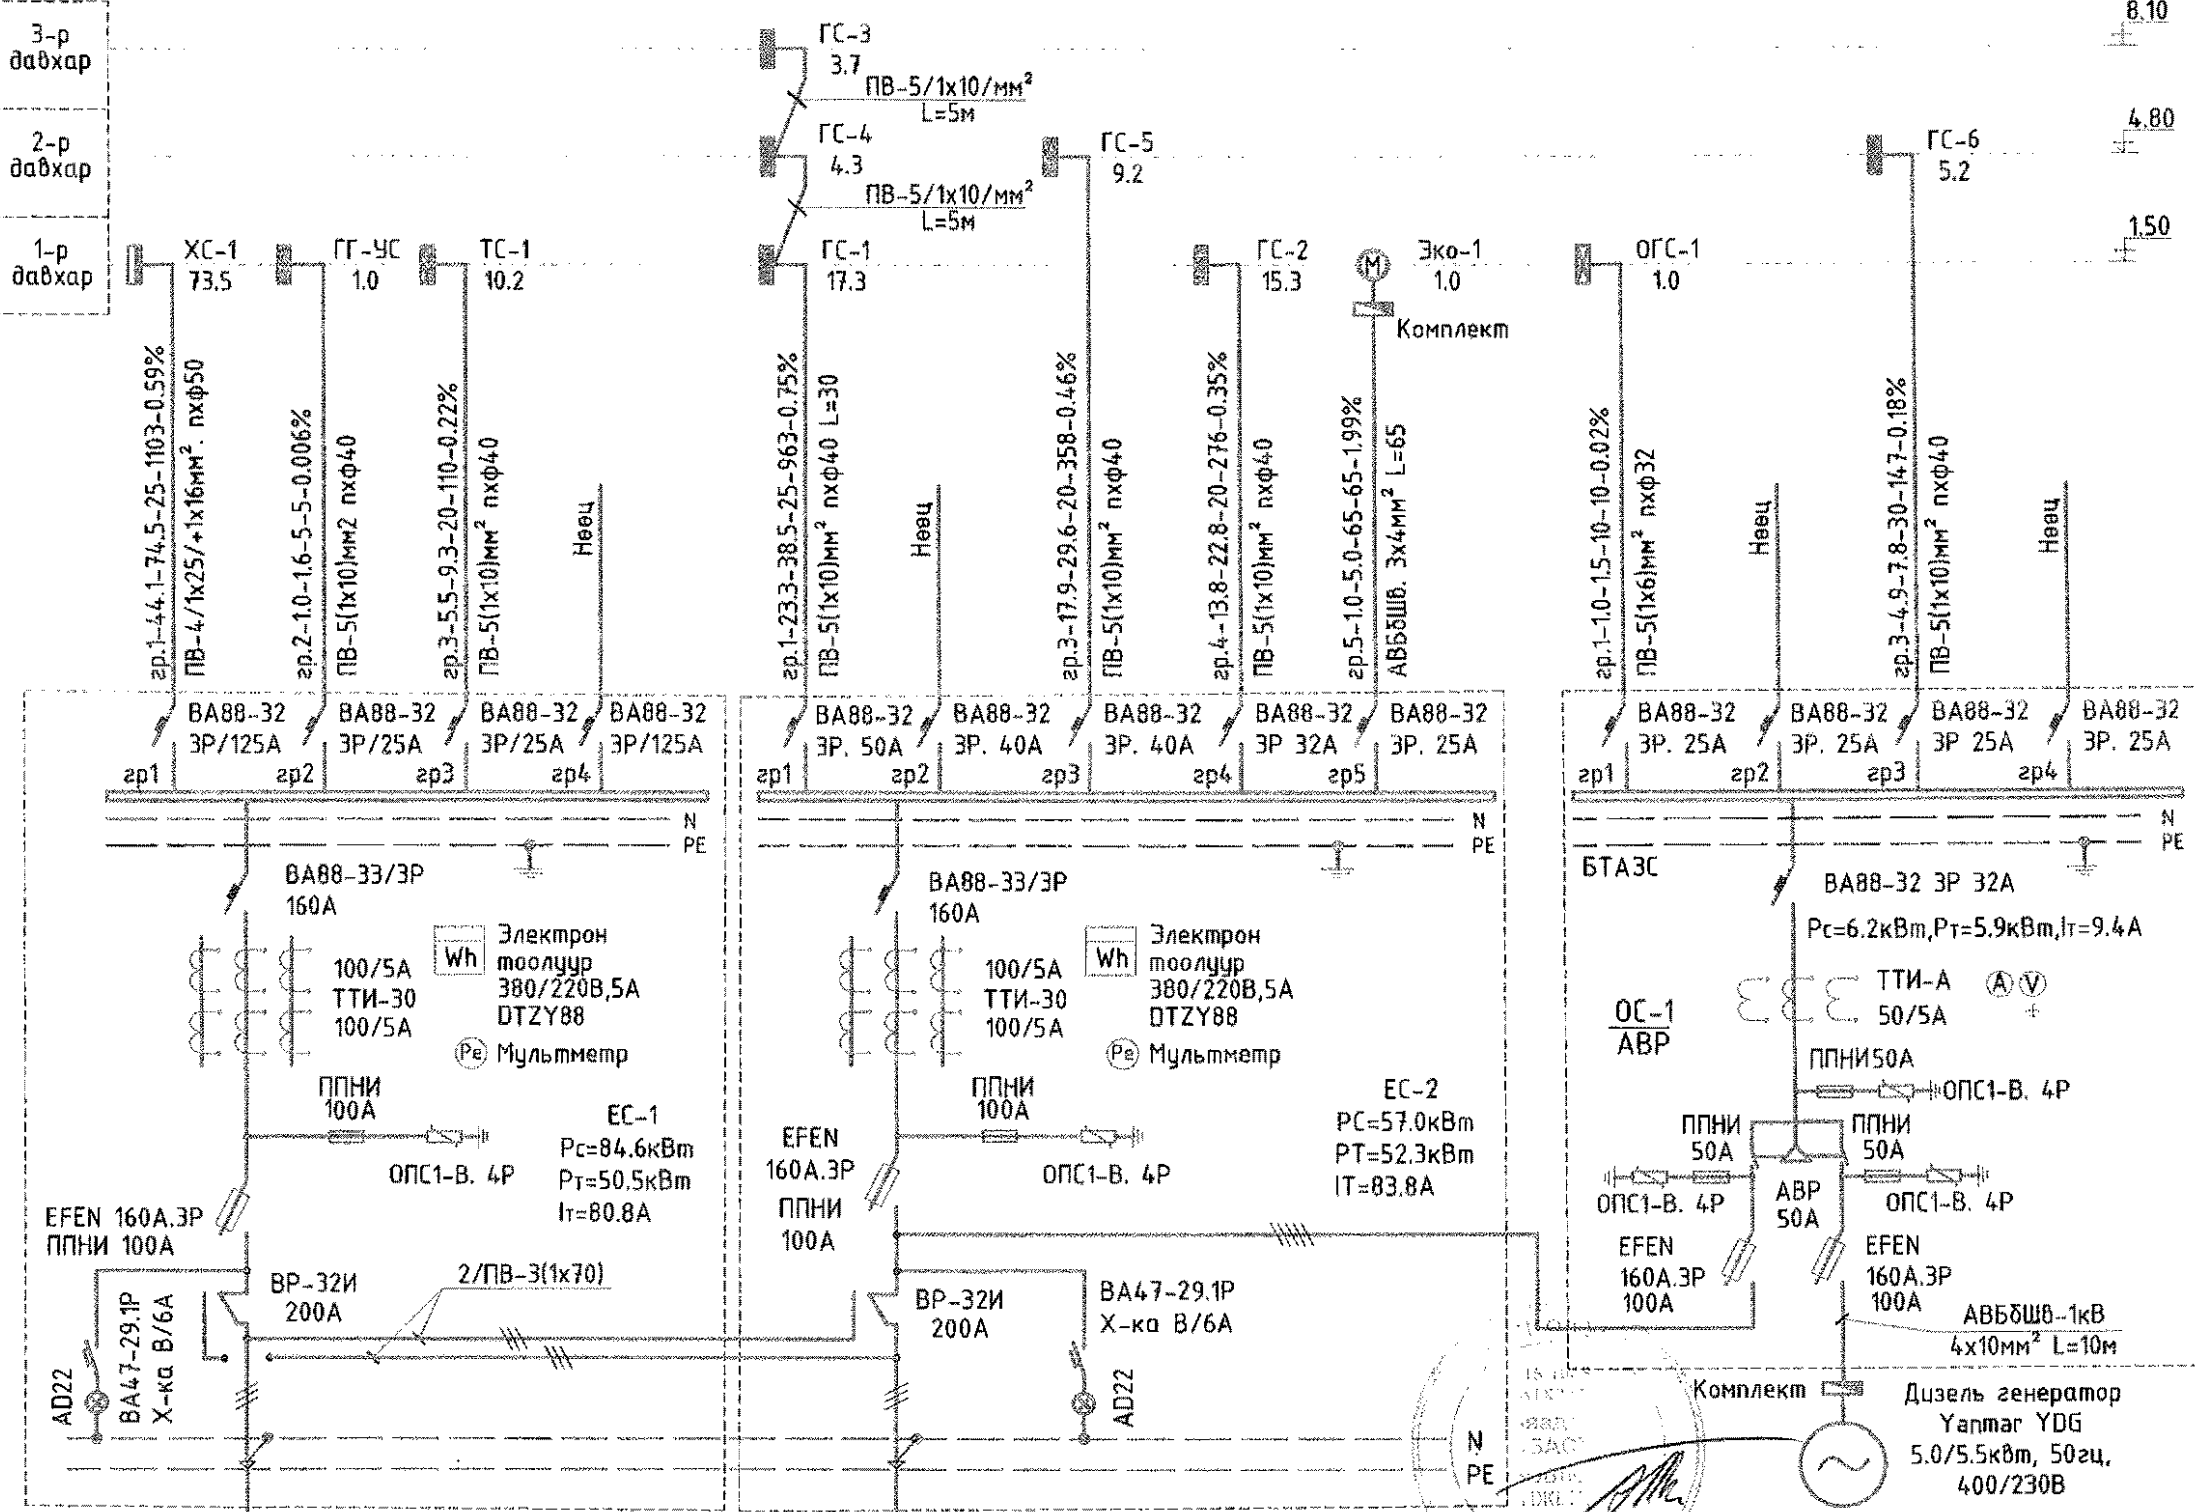 3-р
давхар
ГС-3
3.7
8.10
ПВ-5/1x10/мм²
L=5м
2-р
давхар
ГС-4
4.3
ГС-5
9.2
ГС-6
5.2
4.80
ПВ-5/1x10/мм²
L=5м
1-р
давхар
ХС-1
73.5
ГГ-УС
1.0
ТС-1
10.2
ГС-1
17.3
ГС-2
15.3
М
Эко-1
1.0
Комплект
ОГС-1
1.0
1.50
гр.1-44.1-74.5-25-1103-0.59%
ПВ-4/1x25/+1x16мм². пхф50
гр.2-1.0-1.6-5-5-0.006%
ПВ-5(1x10)мм2 пхф40
гр.3-5.5-9.3-20-110-0.22%
ПВ-5(1x10)мм² пхф40
Нөөц
гр.1-23.3-38.5-25-963-0.75%
ПВ-5(1x10)мм² пхф40 L=30
Нөөц
гр.3-17.9-29.6-20-358-0.46%
ПВ-5(1x10)мм² пхф40
гр.4-13.8-22.8-20-276-0.35%
ПВ-5(1x10)мм² пхф40
гр.5-1.0-5.0-65-65-1.99%
АВБбШВ. 3x4мм² L=65
гр.1-1.0-1.5-10-10-0.02%
ПВ-5(1x6)мм² пхф32
Нөөц
гр.3-4.9-7.8-30-147-0.18%
ПВ-5(1x10)мм² пхф40
Нөөц
ВА88-32
3Р/125А
гр1
ВА88-32
3Р/25А
гр2
ВА88-32
3Р/25А
гр3
ВА88-32
3Р/125А
гр4
N
PE
ВА88-33/3Р
160А
100/5А
ТТИ-30
100/5А
Wh
Электрон
тоолуур
380/220В,5А
DTZY88
Ре
Мультметр
ППНИ
100А
ОПС1-В. 4Р
ЕС-1
Рс=84.6кВт
Рт=50.5кВт
Iт=80.8А
EFEN 160А.3Р
ППНИ 100А
ВР-32И
200А
2/ПВ-3(1x70)
AD22
ВА47-29.1Р
Х-ка В/6А
ВА88-32
3Р. 50А
гр1
ВА88-32
3Р. 40А
гр2
ВА88-32
3Р. 40А
гр3
ВА88-32
3Р 32А
гр4
ВА88-32
3Р. 25А
гр5
N
PE
ВА88-33/3Р
160А
100/5А
ТТИ-30
100/5А
Wh
Электрон
тоолуур
380/220В,5А
DTZY88
Ре
Мультметр
ППНИ
100А
ОПС1-В. 4Р
ЕС-2
РС=57.0кВт
РТ=52.3кВт
IТ=83.8А
EFEN
160А.3Р
ППНИ
100А
ВР-32И
200А
ВА47-29.1Р
Х-ка В/6А
AD22
N
PE
ВА88-32
3Р. 25А
гр1
ВА88-32
3Р. 25А
гр2
ВА88-32
3Р 25А
гр3
ВА88-32
3Р. 25А
гр4
N
PE
БТАЗС
ВА88-32 3Р 32А
Рс=6.2кВт,Рт=5.9кВт,Iт=9.4А
ТТИ-А
50/5А
A
V
ОС-1
АВР
ППНИ50А
ОПС1-В. 4Р
ППНИ
50А
ППНИ
50А
ОПС1-В. 4Р
АВР
50А
ОПС1-В. 4Р
EFEN
160А.3Р
100А
EFEN
160А.3Р
100А
АВБбШВ-1кВ
4x10мм² L=10м
Комплект
Дизель генератор
Yanmar YDG
5.0/5.5кВт, 50гц,
400/230В